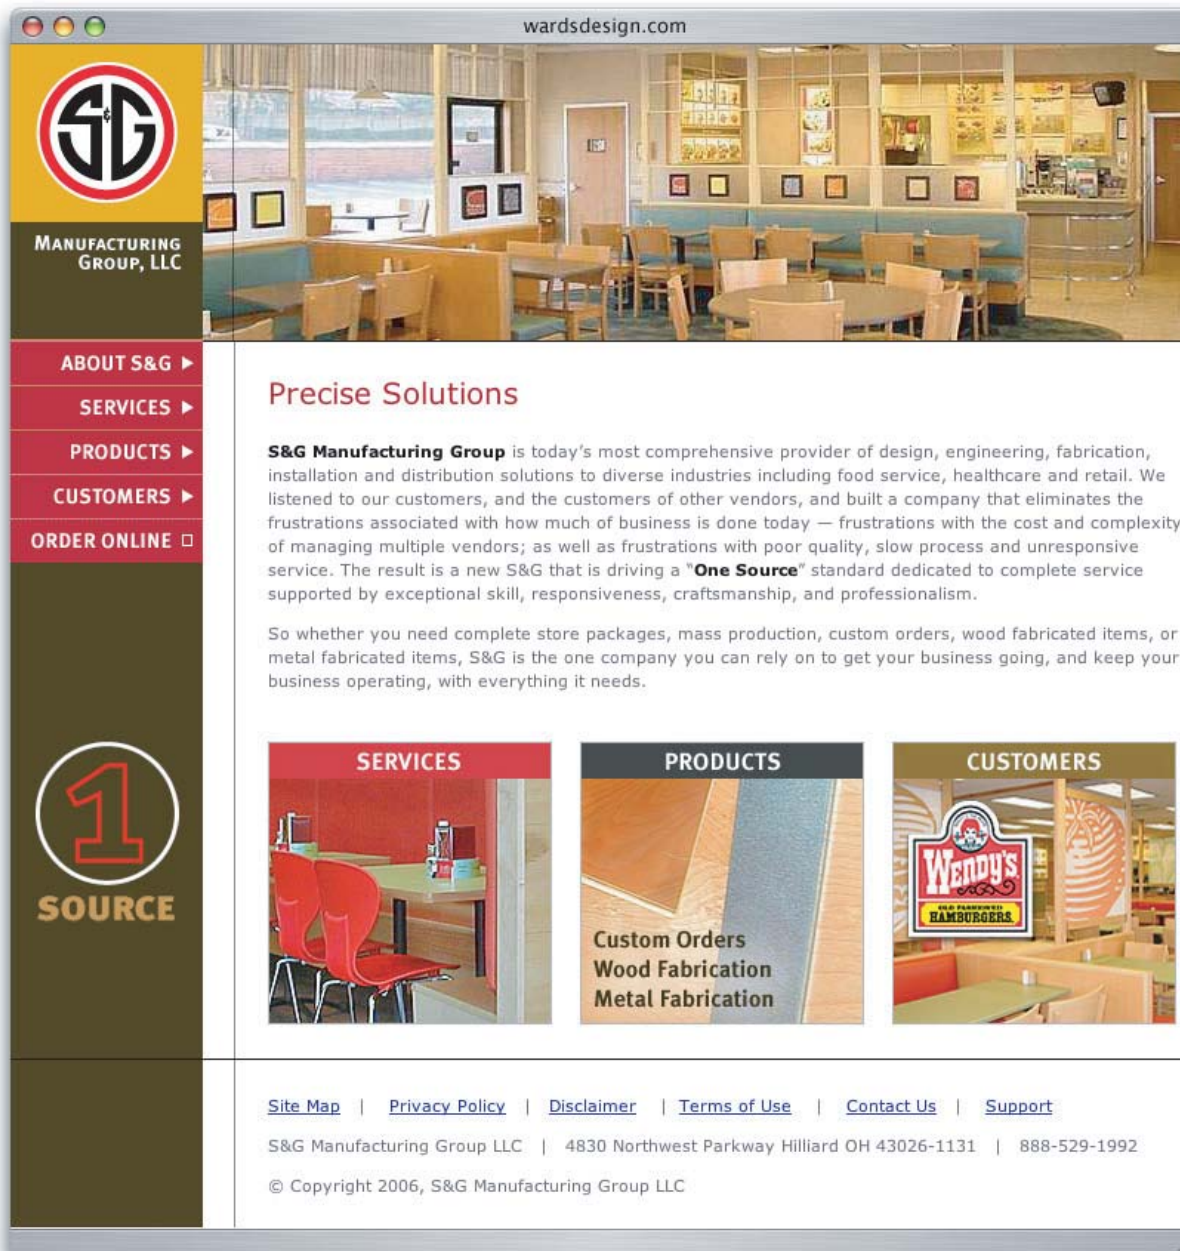 wardsdesign.com
S&G
MANUFACTURING
GROUP, LLC
ABOUT S&G
SERVICES
PRODUCTS
CUSTOMERS
ORDER ONLINE
Precise Solutions
S&G Manufacturing Group is today's most comprehensive provider of design, engineering, fabrication,
installation and distribution solutions to diverse industries including food service, healthcare and retail. We
listened to our customers, and the customers of other vendors, and built a company that eliminates the
frustrations associated with how much of business is done today — frustrations with the cost and complexity
of managing multiple vendors; as well as frustrations with poor quality, slow process and unresponsive
service. The result is a new S&G that is driving a "One Source" standard dedicated to complete service
supported by exceptional skill, responsiveness, craftsmanship, and professionalism.
So whether you need complete store packages, mass production, custom orders, wood fabricated items, or
metal fabricated items, S&G is the one company you can rely on to get your business going, and keep your
business operating, with everything it needs.
1
SOURCE
SERVICES
PRODUCTS
Custom Orders
Wood Fabrication
Metal Fabrication
CUSTOMERS
WENDY'S
OLD FASHIONED
HAMBURGERS.
Site Map | Privacy Policy | Disclaimer | Terms of Use | Contact Us | Support
S&G Manufacturing Group LLC | 4830 Northwest Parkway Hilliard OH 43026-1131 | 888-529-1992
© Copyright 2006, S&G Manufacturing Group LLC